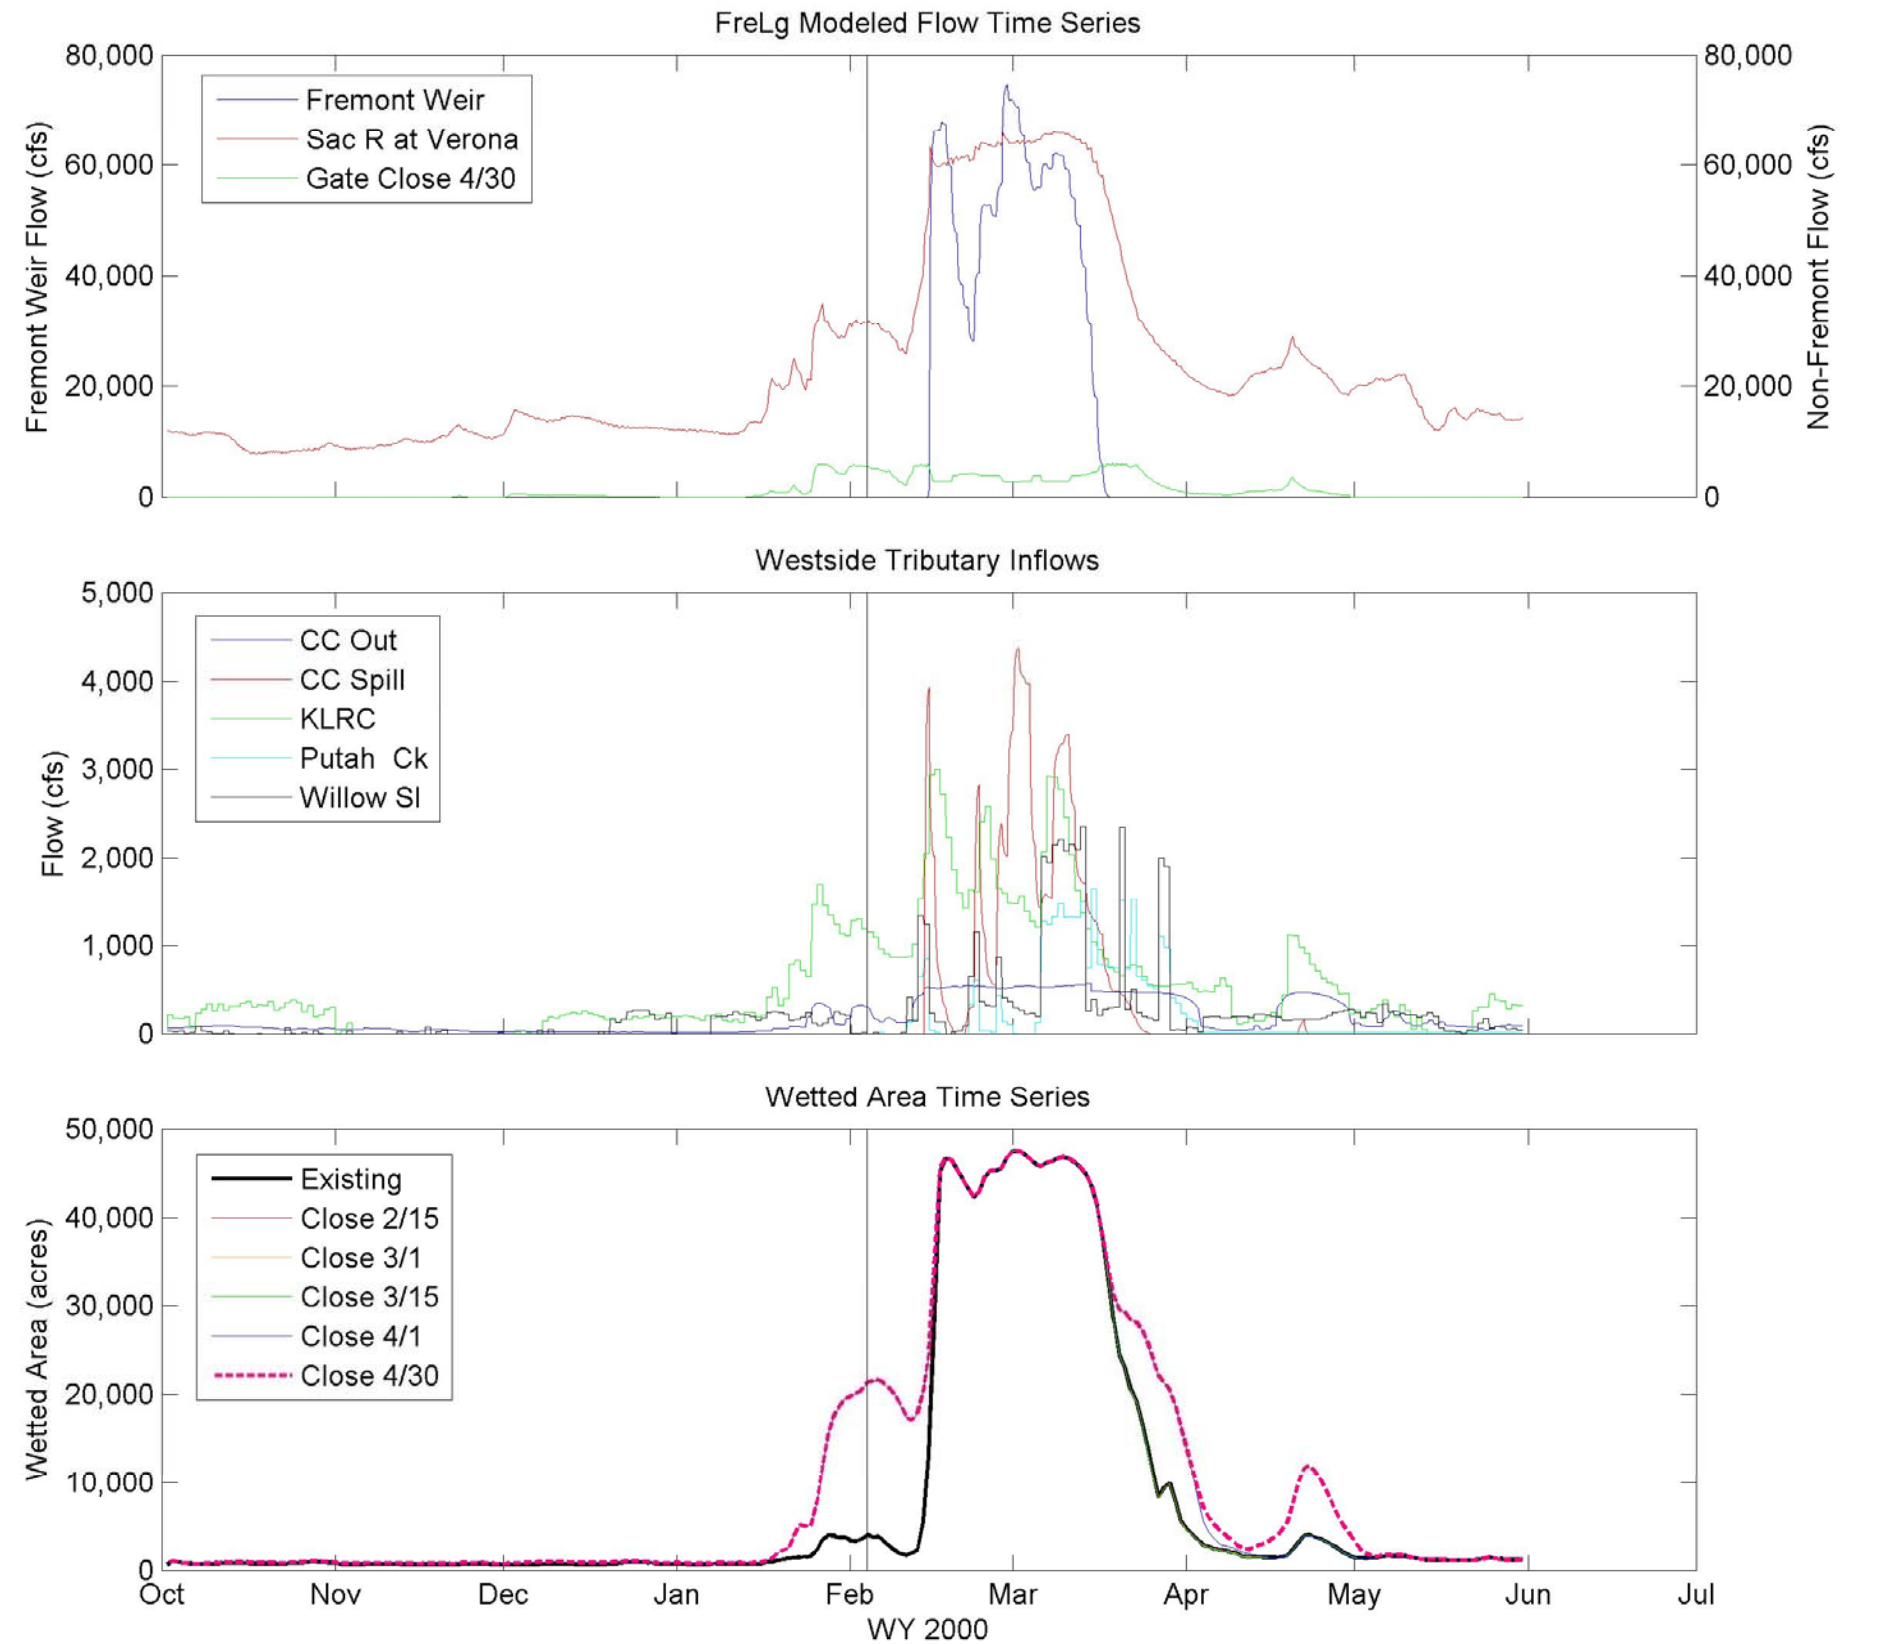 FreLg Modeled Flow Time Series
80,000
60,000
40,000
20,000
0
Fremont Weir Flow (cfs)
Fremont Weir
Sac R at Verona
Gate Close 4/30
80,000
60,000
40,000
20,000
0
Non-Fremont Flow (cfs)
Westside Tributary Inflows
5,000
4,000
3,000
2,000
1,000
0
Flow (cfs)
CC Out
CC Spill
KLRC
Putah Ck
Willow Sl
Wetted Area Time Series
50,000
40,000
30,000
20,000
10,000
0
Wetted Area (acres)
Existing
Close 2/15
Close 3/1
Close 3/15
Close 4/1
Close 4/30
Oct Nov Dec Jan Feb Mar Apr May Jun Jul
WY 2000